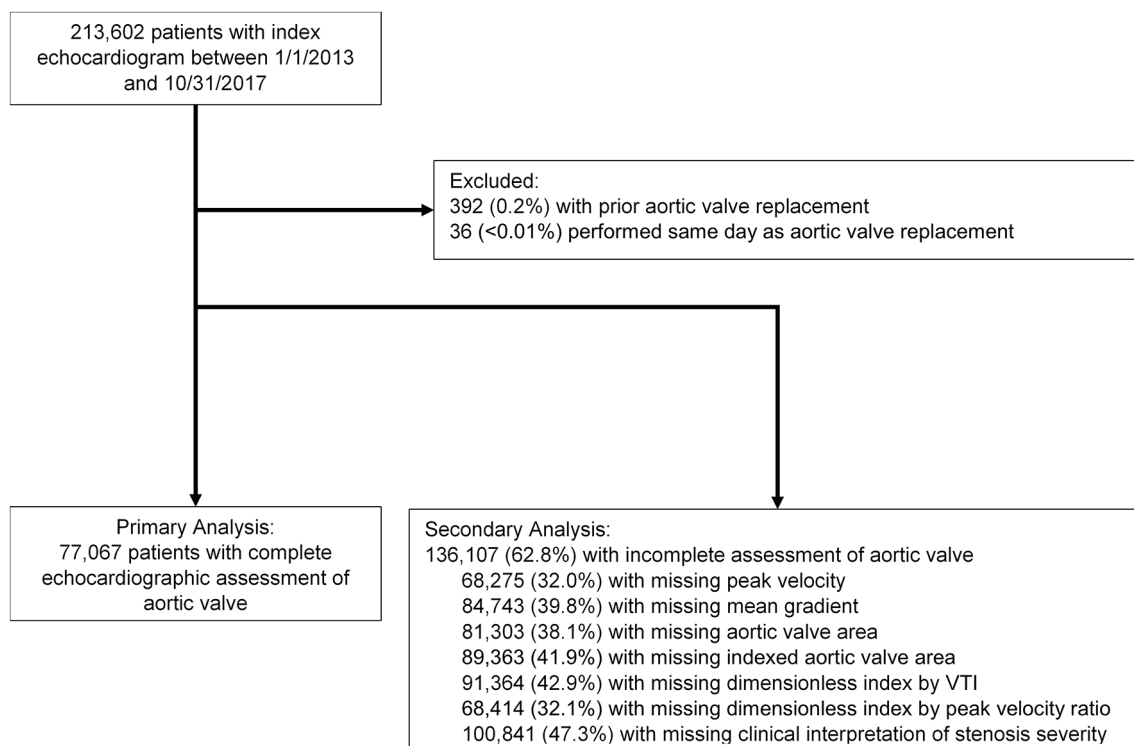 213,602 patients with index
echocardiogram between 1/1/2013
and 10/31/2017
Excluded:
392 (0.2%) with prior aortic valve replacement
36 (<0.01%) performed same day as aortic valve replacement
Primary Analysis:
77,067 patients with complete
echocardiographic assessment of
aortic valve
Secondary Analysis:
136,107 (62.8%) with incomplete assessment of aortic valve
68,275 (32.0%) with missing peak velocity
84,743 (39.8%) with missing mean gradient
81,303 (38.1%) with missing aortic valve area
89,363 (41.9%) with missing indexed aortic valve area
91,364 (42.9%) with missing dimensionless index by VTI
68,414 (32.1%) with missing dimensionless index by peak velocity ratio
100,841 (47.3%) with missing clinical interpretation of stenosis severity